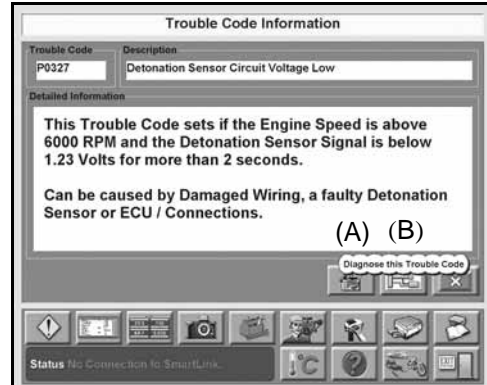 Trouble Code Information
Trouble Code
Description
P0327
Detonation Sensor Circuit Voltage Low
Detailed Information
This Trouble Code sets if the Engine Speed is above
6000 RPM and the Detonation Sensor Signal is below
1.23 Volts for more than 2 seconds.
Can be caused by Damaged Wiring, a faulty Detonation
Sensor or ECU / Connections.
(A) (B)
Diagnose this Trouble Code
Status No Connection to SmartLink.
°C
EXIT